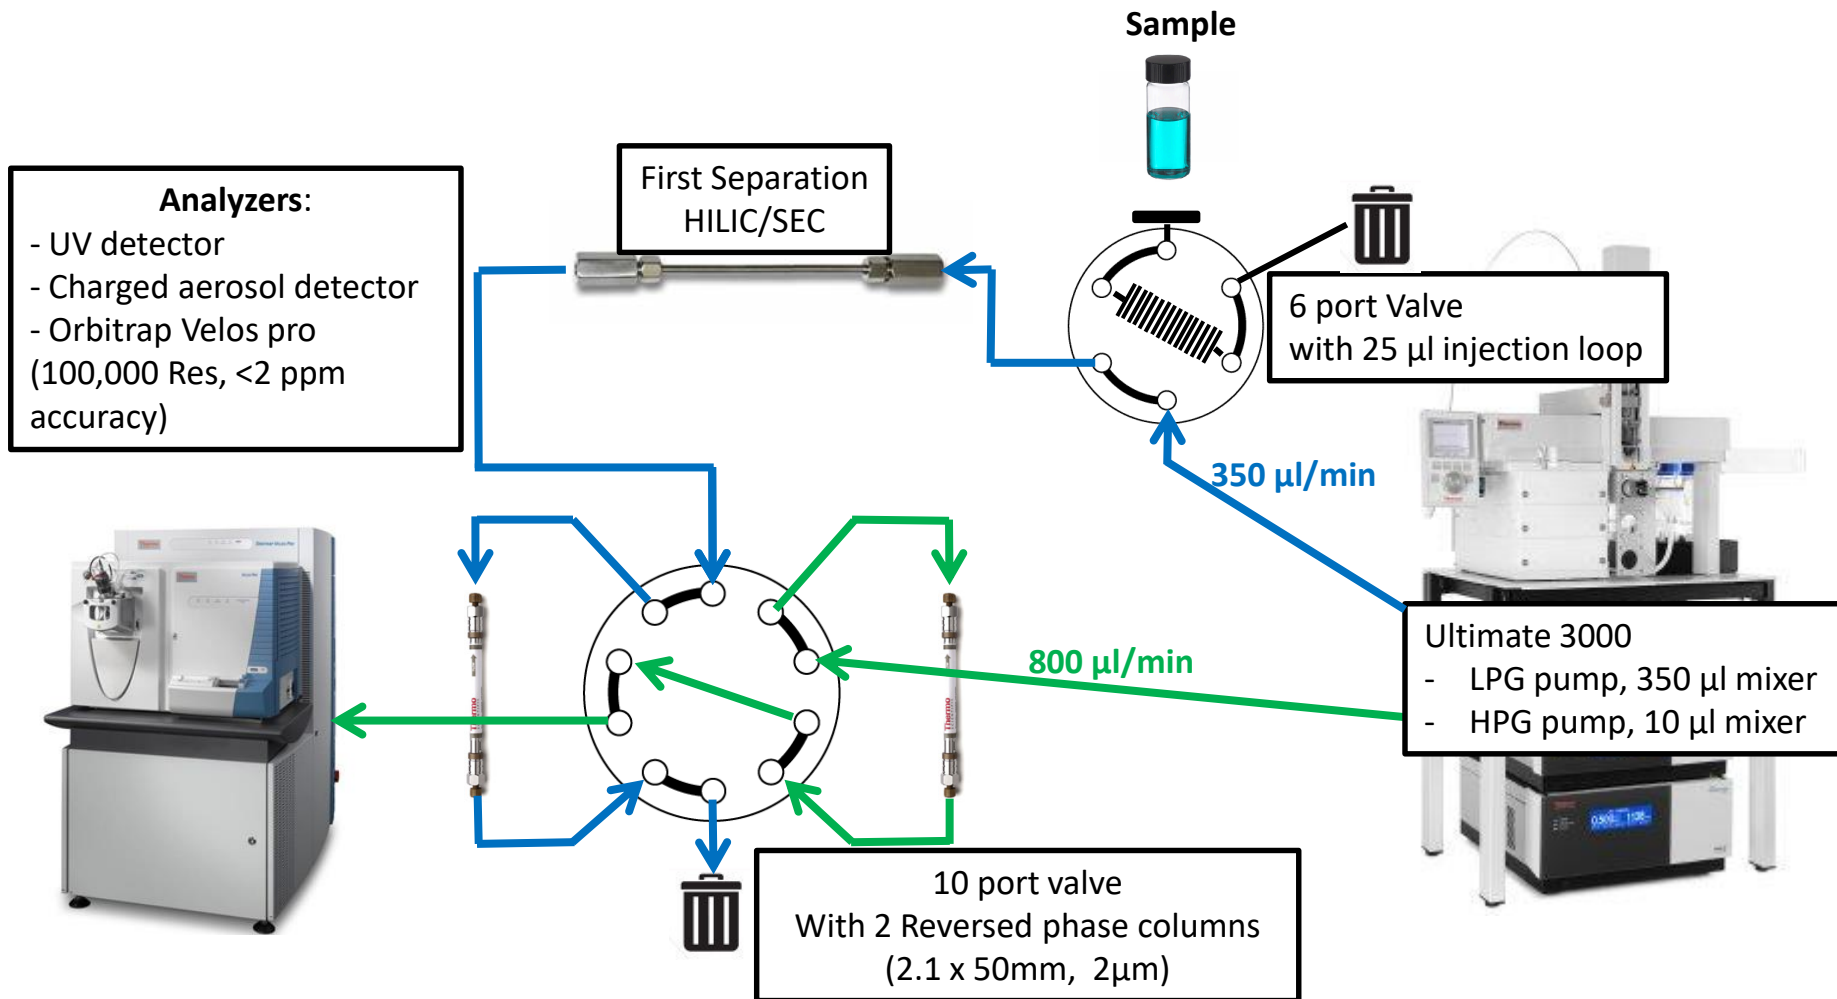 Sample
First Separation
HILIC/SEC
Analyzers:
- UV detector
- Charged aerosol detector
- Orbitrap Velos pro
(100,000 Res, <2 ppm
accuracy)
6 port Valve
with 25 µl injection loop
350 µl/min
800 µl/min
Ultimate 3000
- LPG pump, 350 µl mixer
- HPG pump, 10 µl mixer
Thermo
Thermo
10 port valve
With 2 Reversed phase columns
(2.1 x 50mm, 2µm)